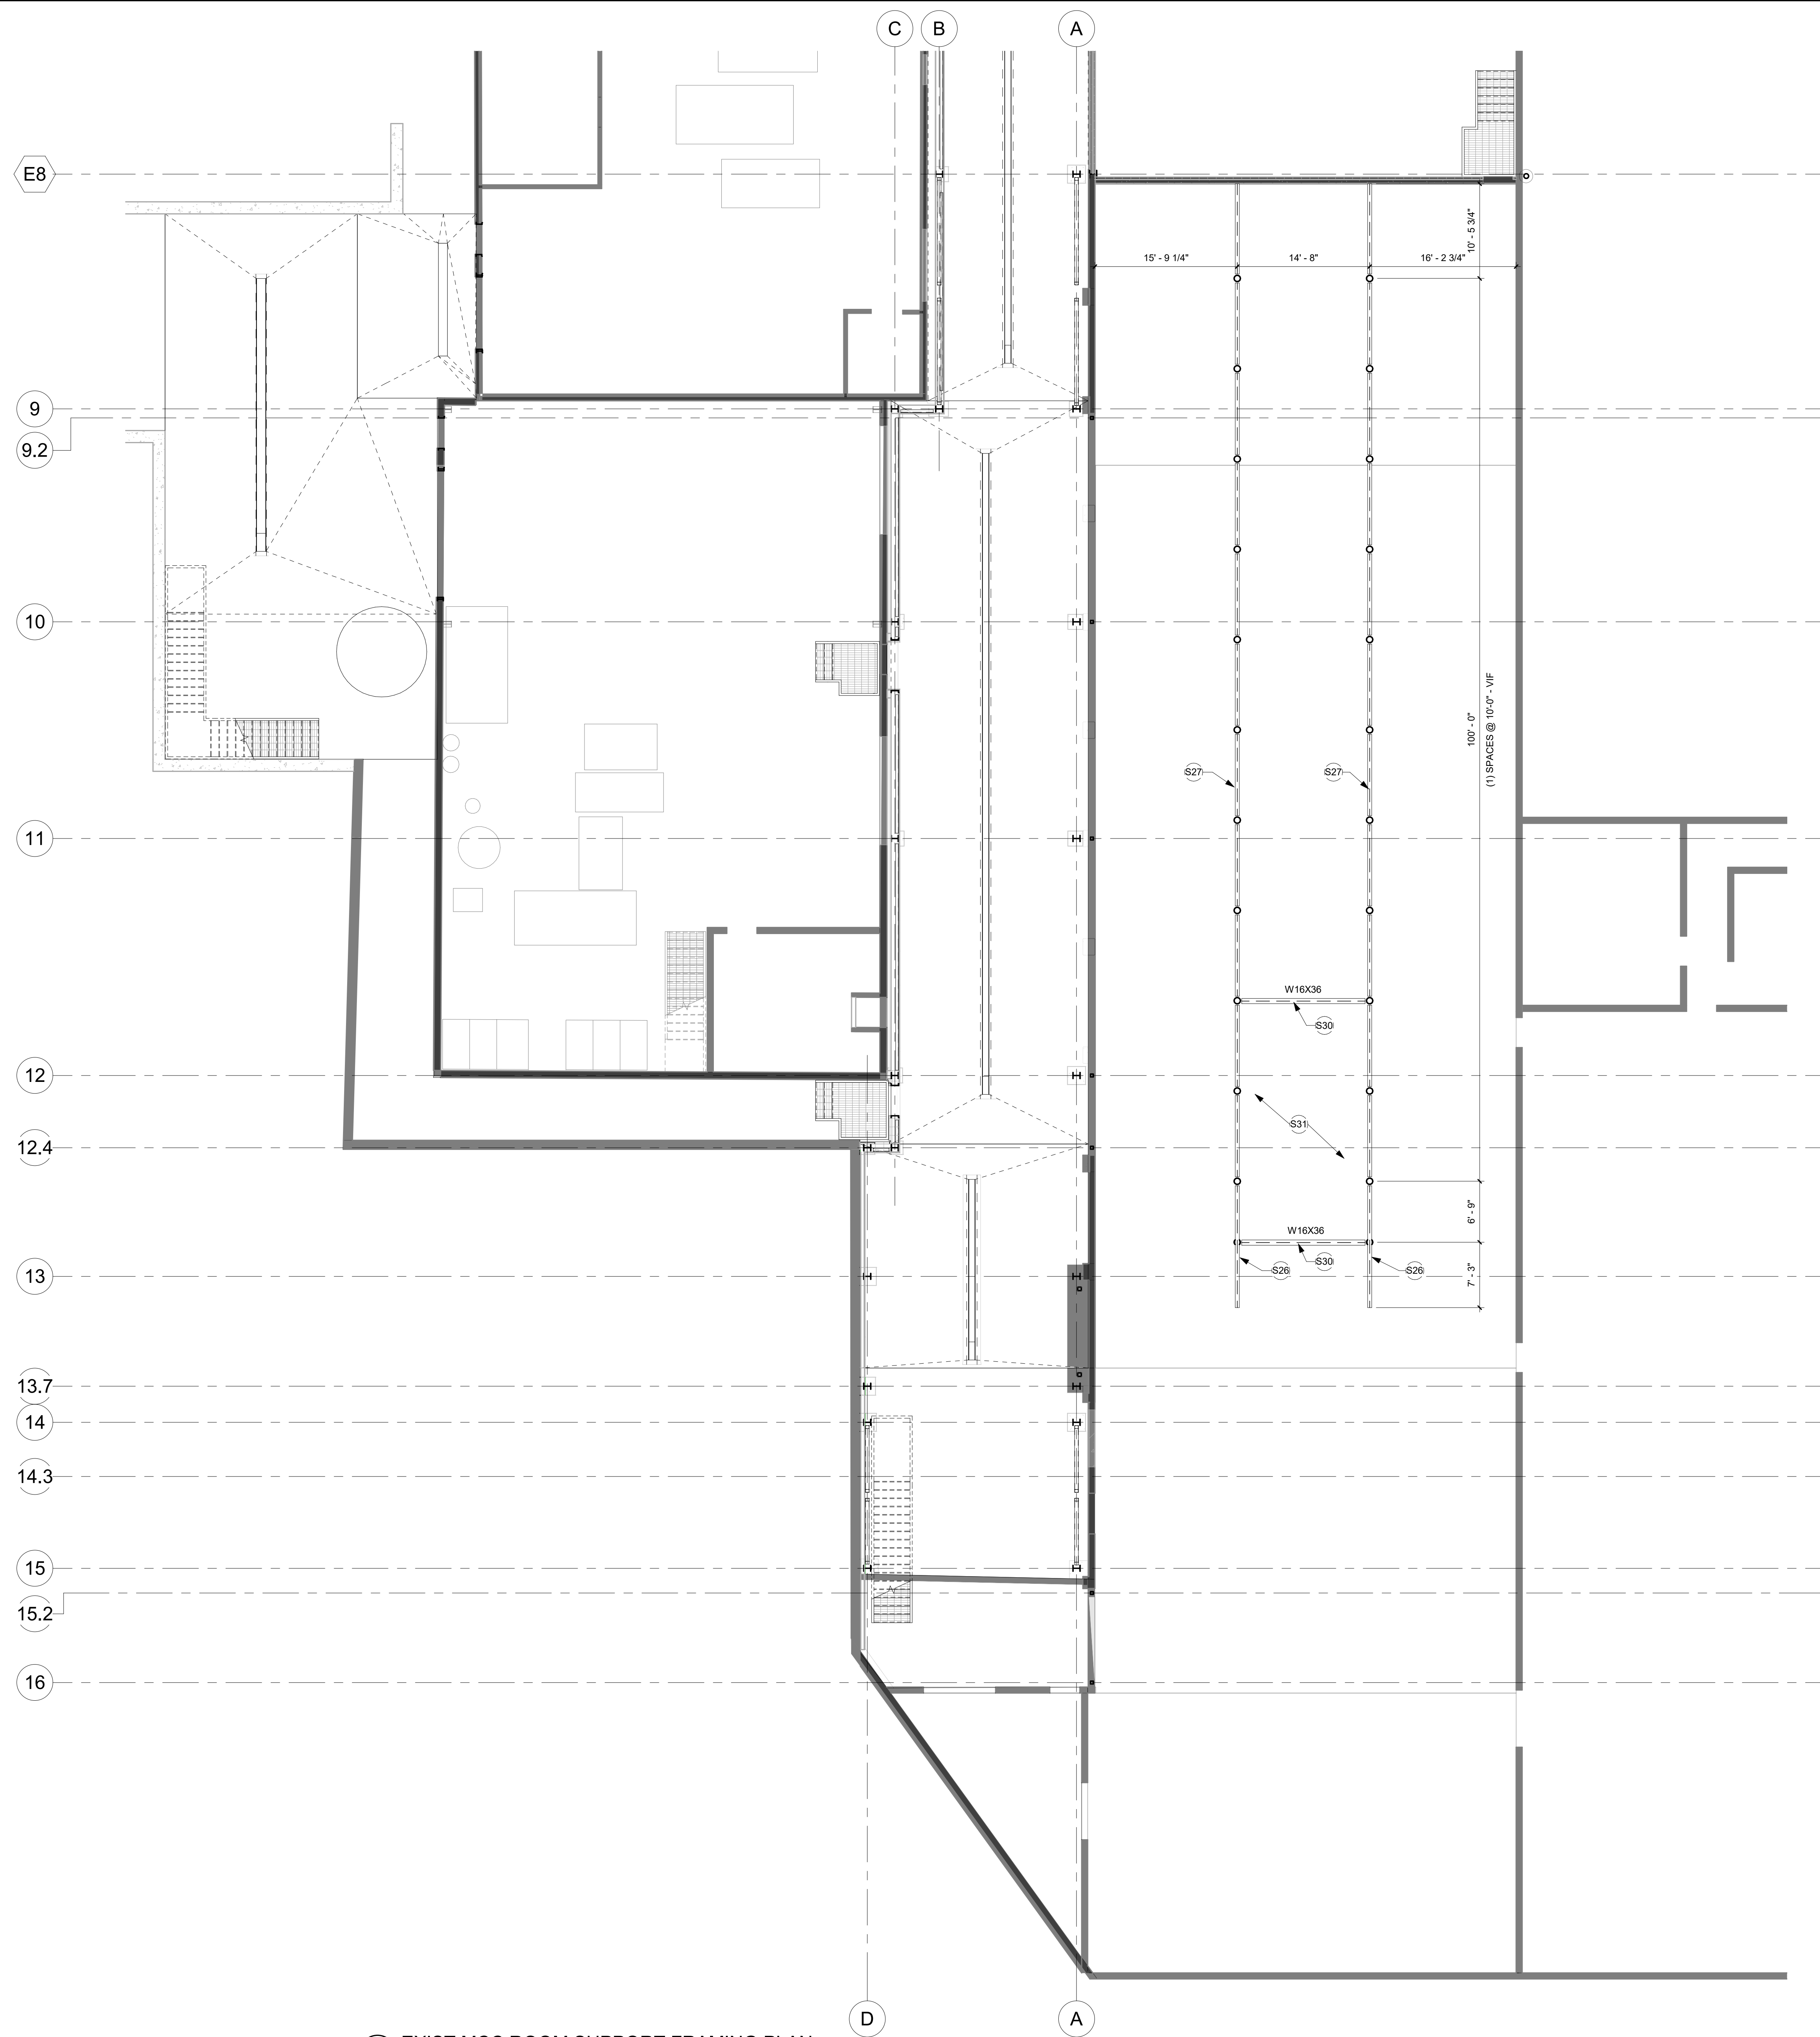 C
B
A
E8
10' - 5 3/4"
15' - 9 1/4"
14' - 8"
16' - 2 3/4"
9
9.2
10
100' - 0"
(1) SPACES @ 10'-0" - VIF
S27
S27
11
W16X36
S30
12
S31
12.4
6' - 9"
W16X36
S30
S26
S26
13
7' - 3"
13.7
14
14.3
15
15.2
16
D
A